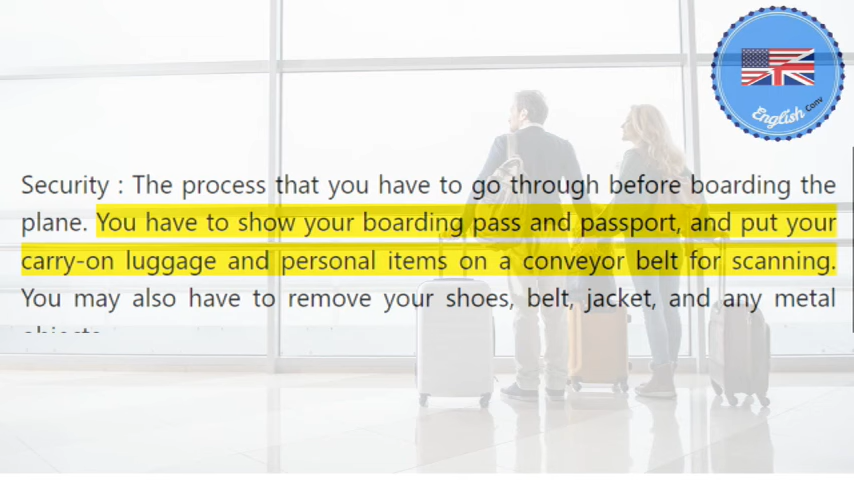 English Conv
Security : The process that you have to go through before boarding the
plane. You have to show your boarding pass and passport, and put your
carry-on luggage and personal items on a conveyor belt for scanning.
You may also have to remove your shoes, belt, jacket, and any metal